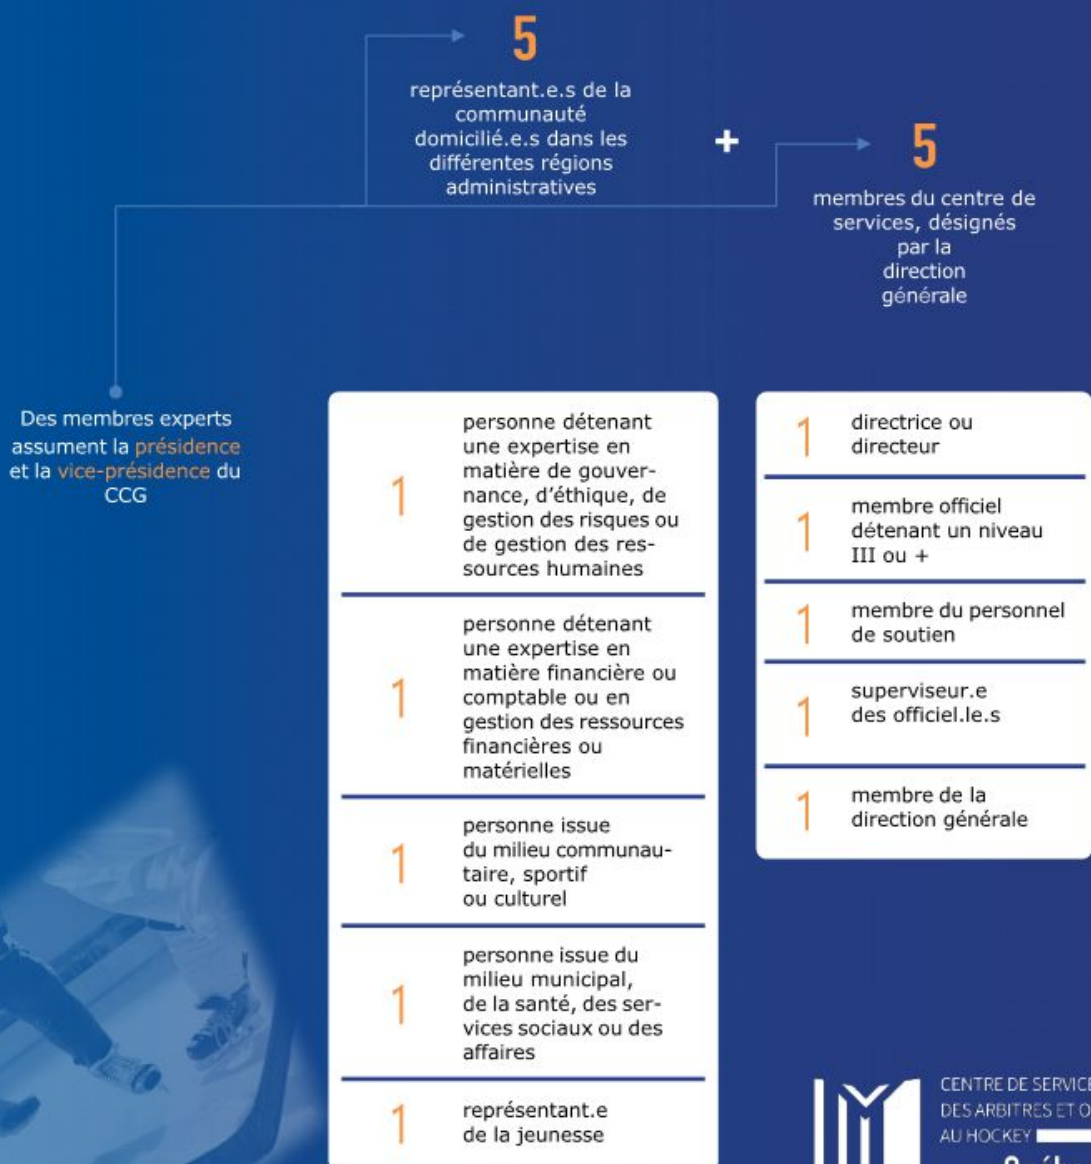 5
représentant.e.s de la
communauté
domicilié.e.s dans les
différentes régions
administratives
+
5
membres du centre de
services, désignés
par la
direction
générale
Des membres experts
assument la présidence
et la vice-présidence du
CCG
1
personne détenant
une expertise en
matière de gouver-
nance, d'éthique, de
gestion des risques ou
de gestion des res-
sources humaines
1
personne détenant
une expertise en
matière financière ou
comptable ou en
gestion des ressources
financières ou
matérielles
1
personne issue
du milieu communau-
taire, sportif
ou culturel
1
personne issue du
milieu municipal,
de la santé, des ser-
vices sociaux ou des
affaires
1
représentant.e
de la jeunesse
1
directrice ou
directeur
1
membre officiel
détenant un niveau
III ou +
1
membre du personnel
de soutien
1
superviseur.e
des officiel.le.s
1
membre de la
direction générale
CENTRE DE SERVICE
DES ARBITRES ET O
AU HOCKEY